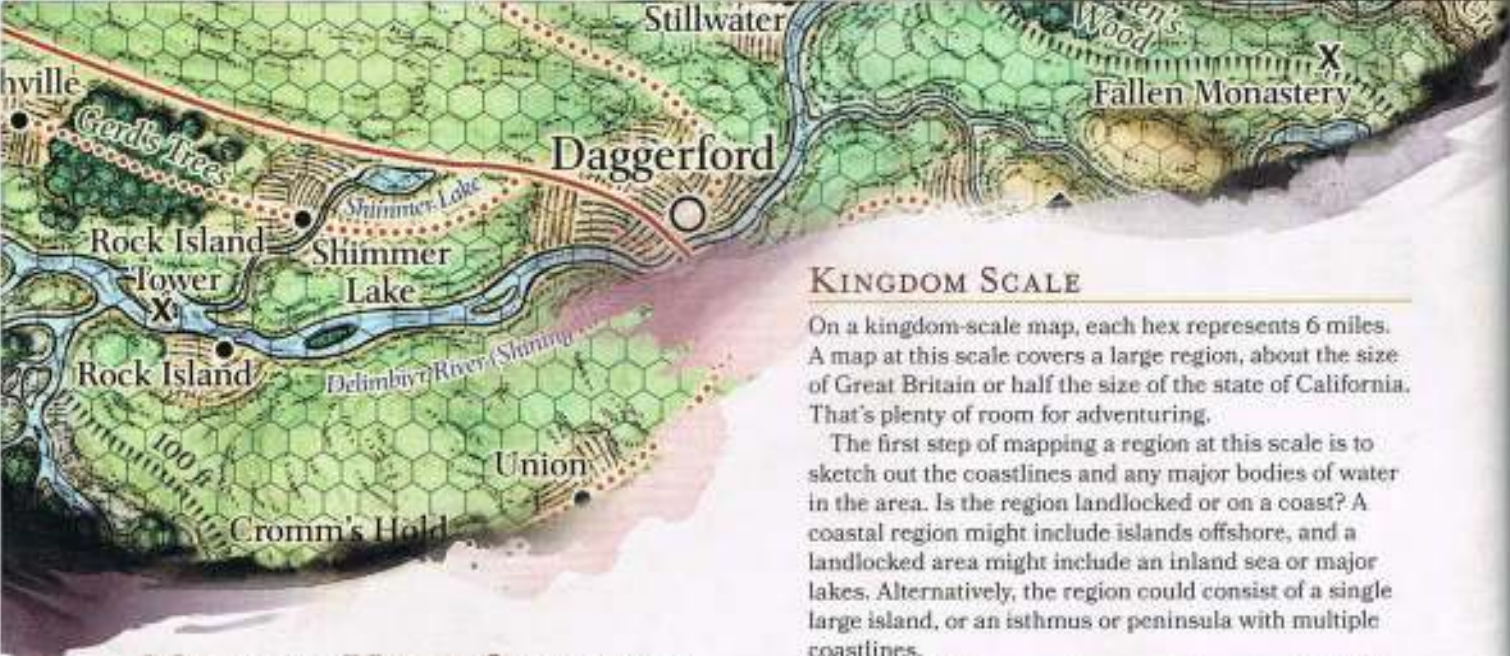 Stillwater
Wood
hville
X
Fallen Monastery
Gerd's Trees
Daggerford
Shimmer Lake
Rock Island
Tower
X
Shimmer
Lake
Rock Island
Delimbiyr River (Shining
100 ft.
Union
Cromm's Hold
KINGDOM SCALE
On a kingdom-scale map, each hex represents 6 miles.
A map at this scale covers a large region, about the size
of Great Britain or half the size of the state of California.
That's plenty of room for adventuring.
The first step of mapping a region at this scale is to
sketch out the coastlines and any major bodies of water
in the area. Is the region landlocked or on a coast? A
coastal region might include islands offshore, and a
landlocked area might include an inland sea or major
lakes. Alternatively, the region could consist of a single
large island, or an isthmus or peninsula with multiple
coastlines.